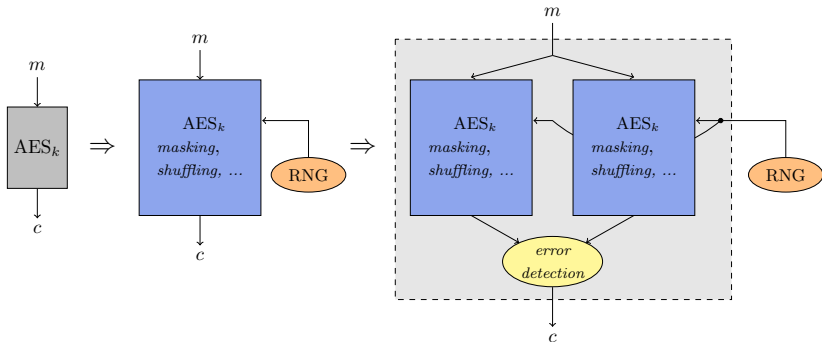 m
AES_k
c
⇒
m
AES_k
masking,
shuffling, ...
RNG
c
⇒
m
AES_k
masking,
shuffling, ...
AES_k
masking,
shuffling, ...
RNG
error
detection
c